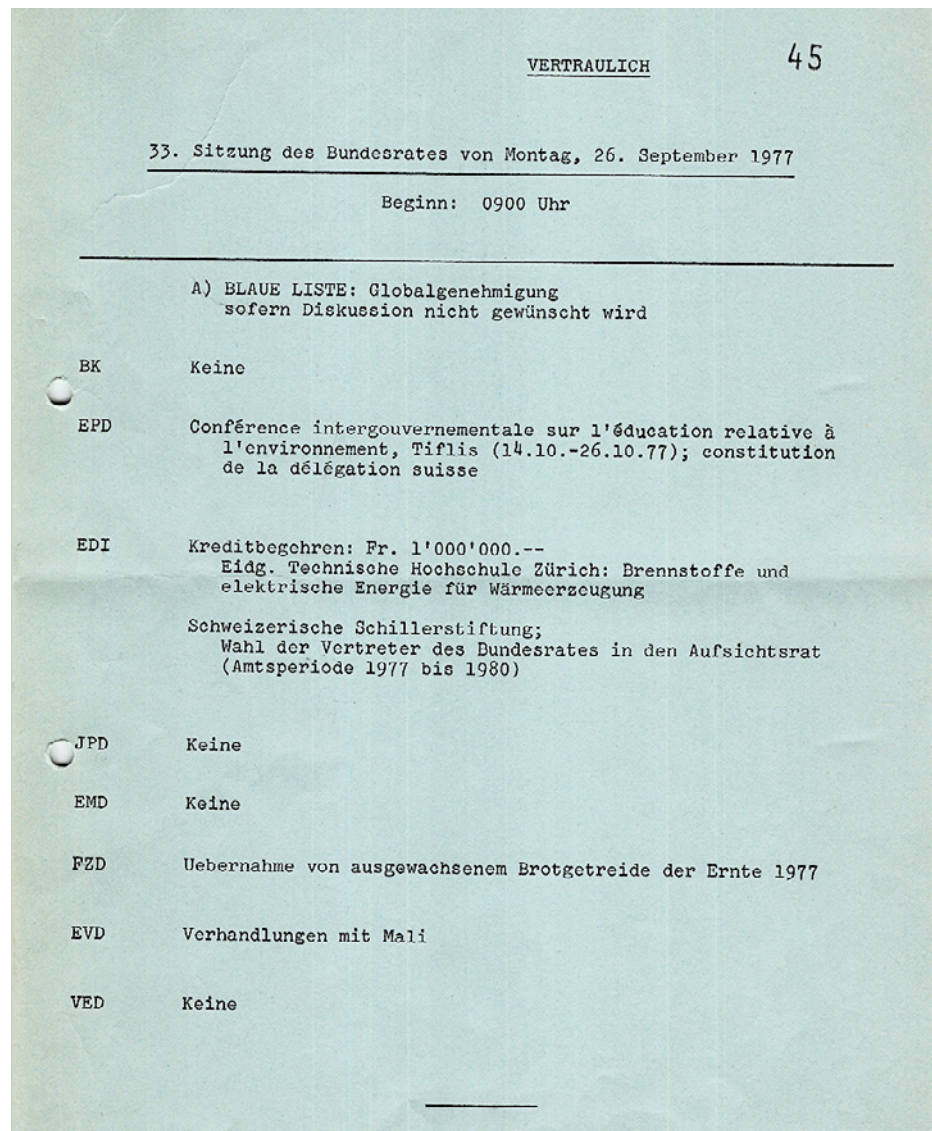 VERTRAULICH 45
33. Sitzung des Bundesrates von Montag, 26. September 1977
Beginn: 0900 Uhr
A) BLAUE LISTE: Globalgenehmigung
sofern Diskussion nicht gewünscht wird
BK Keine
EPD Conférence intergouvernementale sur l'éducation relative à
l'environnement, Tiflis (14.10.-26.10.77); constitution
de la délégation suisse
EDI Kreditbegehren: Fr. 1'000'000.--
Eidg. Technische Hochschule Zürich: Brennstoffe und
elektrische Energie für Wärmeerzeugung
Schweizerische Schillerstiftung;
Wahl der Vertreter des Bundesrates in den Aufsichtsrat
(Amtsperiode 1977 bis 1980)
JPD Keine
EMD Keine
FZD Uebernahme von ausgewachsenem Brotgetreide der Ernte 1977
EVD Verhandlungen mit Mali
VED Keine